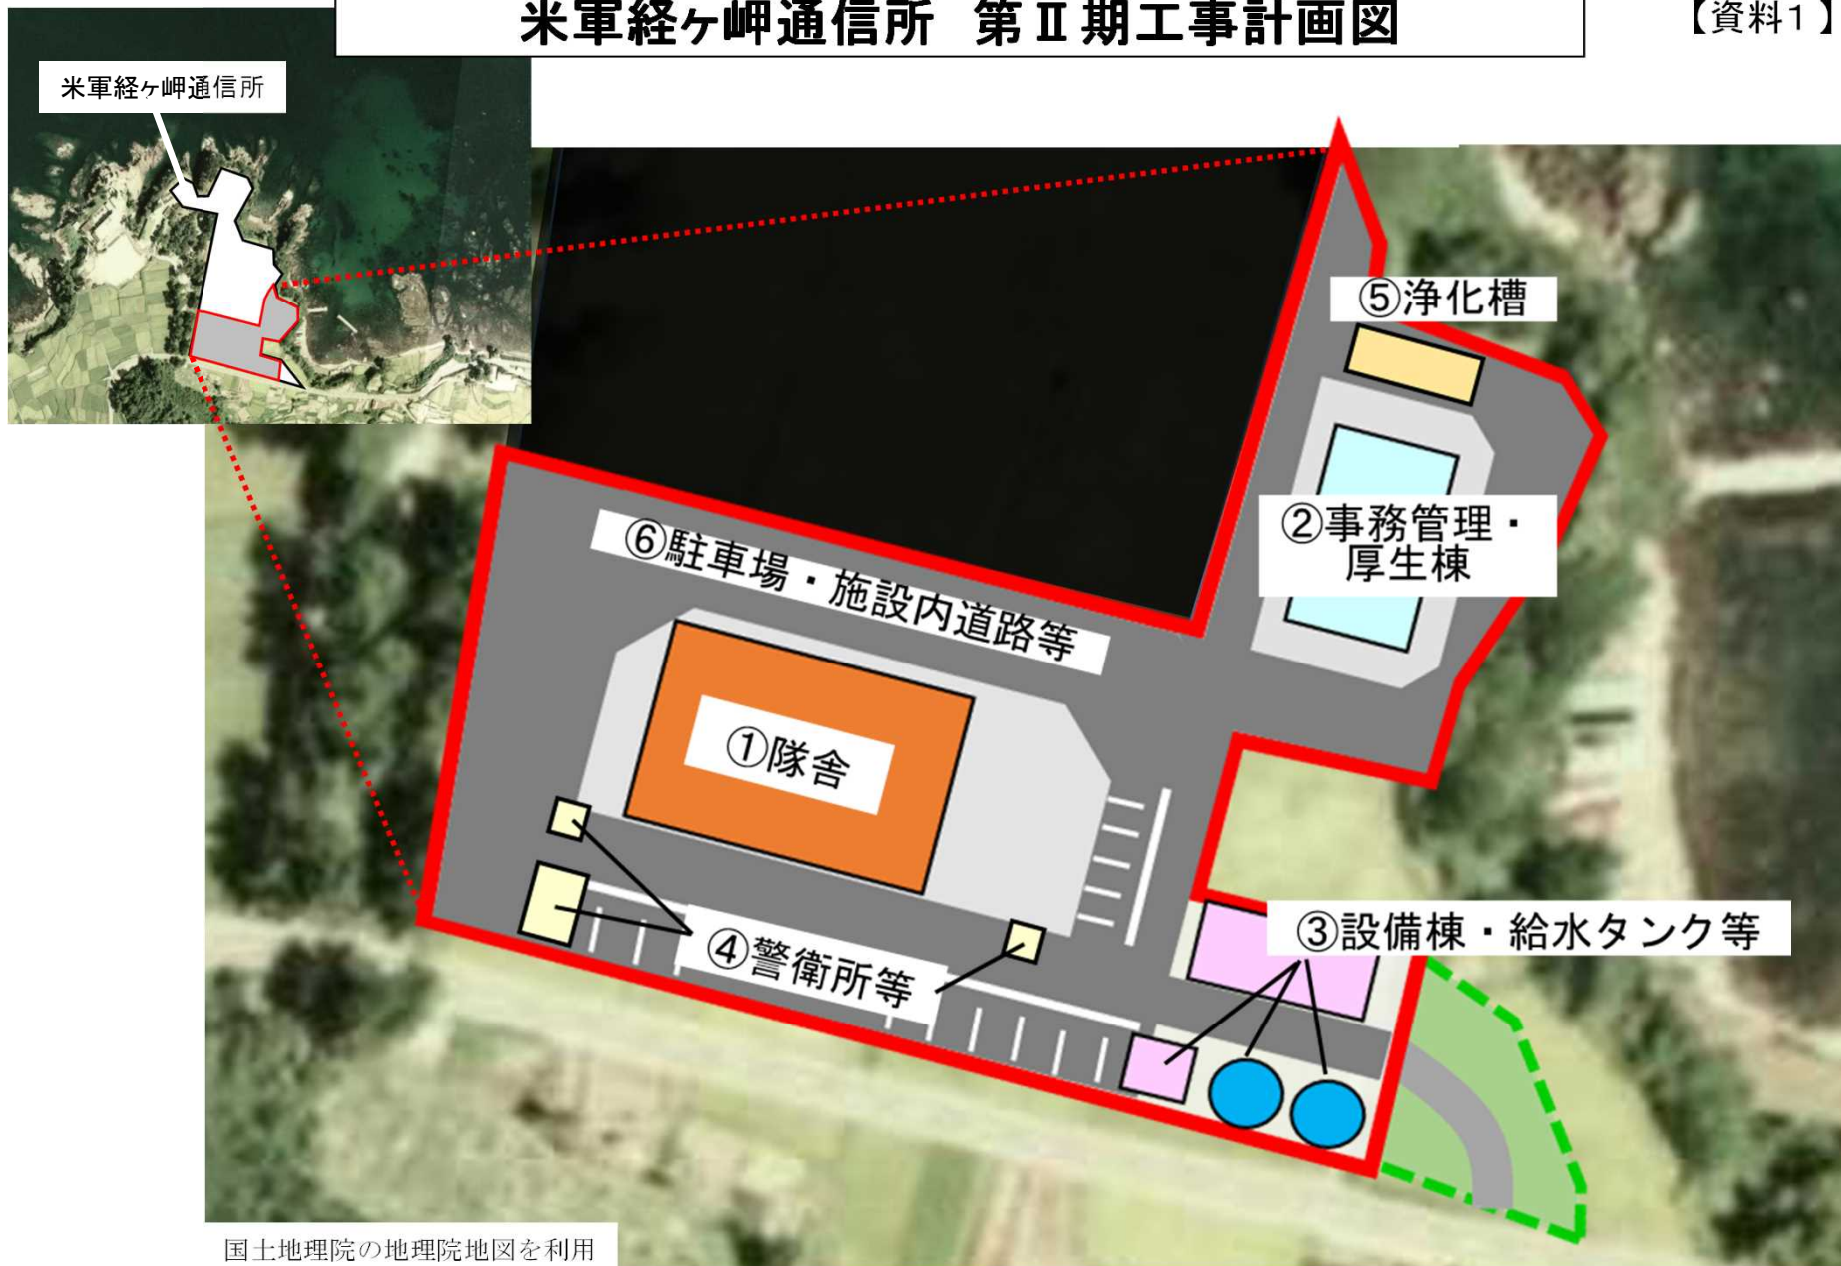 米軍経ヶ岬通信所 第Ⅱ期工事計画図
【資料1】
米軍経ヶ岬通信所
⑤浄化槽
②事務管理・
厚生棟
⑥駐車場・施設内道路等
①隊舎
③設備棟・給水タンク等
④警衛所等
国土地理院の地理院地図を利用